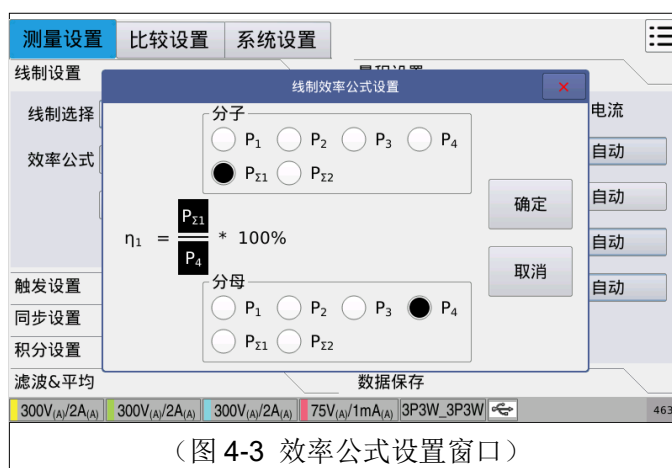 测量设置 比较设置 系统设置
线制设置
线制效率公式设置
线制选择
分子
电流
P₁ P₂ P₃ P₄
自动
效率公式
PΣ1 PΣ2
确定
自动
η₁ = PΣ1 / P₄ * 100%
自动
取消
触发设置
分母
自动
P₁ P₂ P₃ P₄
同步设置
PΣ1 PΣ2
积分设置
滤波&平均 数据保存
300V(A)/2A(A) 300V(A)/2A(A) 300V(A)/2A(A) 75V(A)/1mA(A) 3P3W_3P3W 463
（图 4-3 效率公式设置窗口）